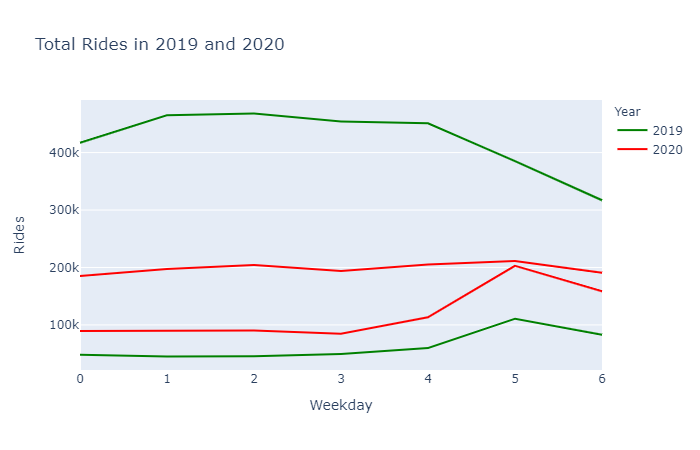 Total Rides in 2019 and 2020
Year
2019
2020
400k
300k
200k
100k
Rides
0 1 2 3 4 5 6
Weekday